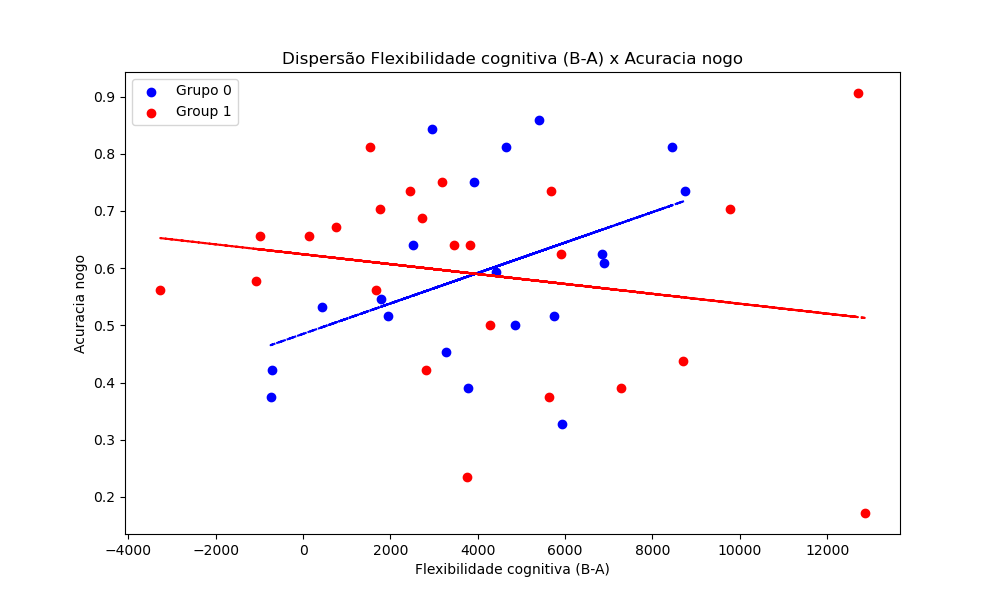 Dispersão Flexibilidade cognitiva (B-A) x Acuracia nogo
Grupo 0
Group 1
0.9
0.8
0.7
0.6
0.5
0.4
0.3
0.2
Acuracia nogo
−4000 −2000 0 2000 4000 6000 8000 10000 12000
Flexibilidade cognitiva (B-A)